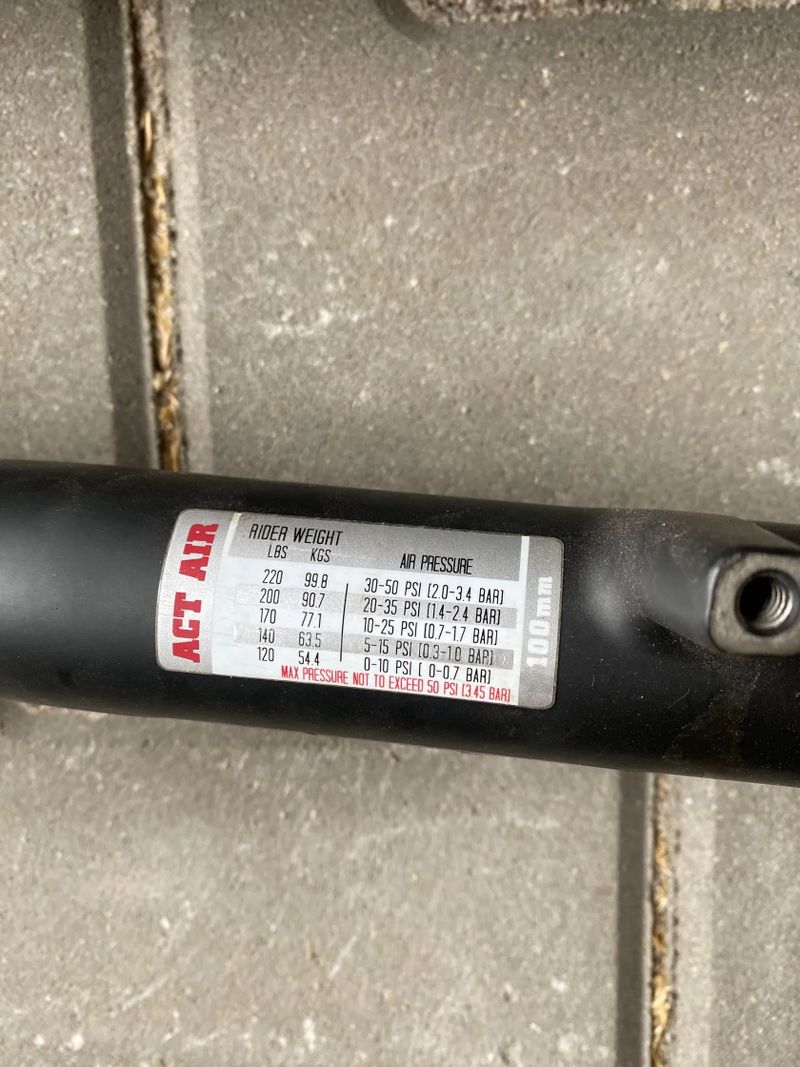 ACT AIR
RIDER WEIGHT
LBS KGS AIR PRESSURE
220 99.8 30-50 PSI (2.0-3.4 BAR)
200 90.7 20-35 PSI (1.4-2.4 BAR)
170 77.1 10-25 PSI (0.7-1.7 BAR)
140 63.5 5-15 PSI (0.3-1.0 BAR)
120 54.4 0-10 PSI ( 0-0.7 BAR)
MAX PRESSURE NOT TO EXCEED 50 PSI (3.45 BAR)
100mm